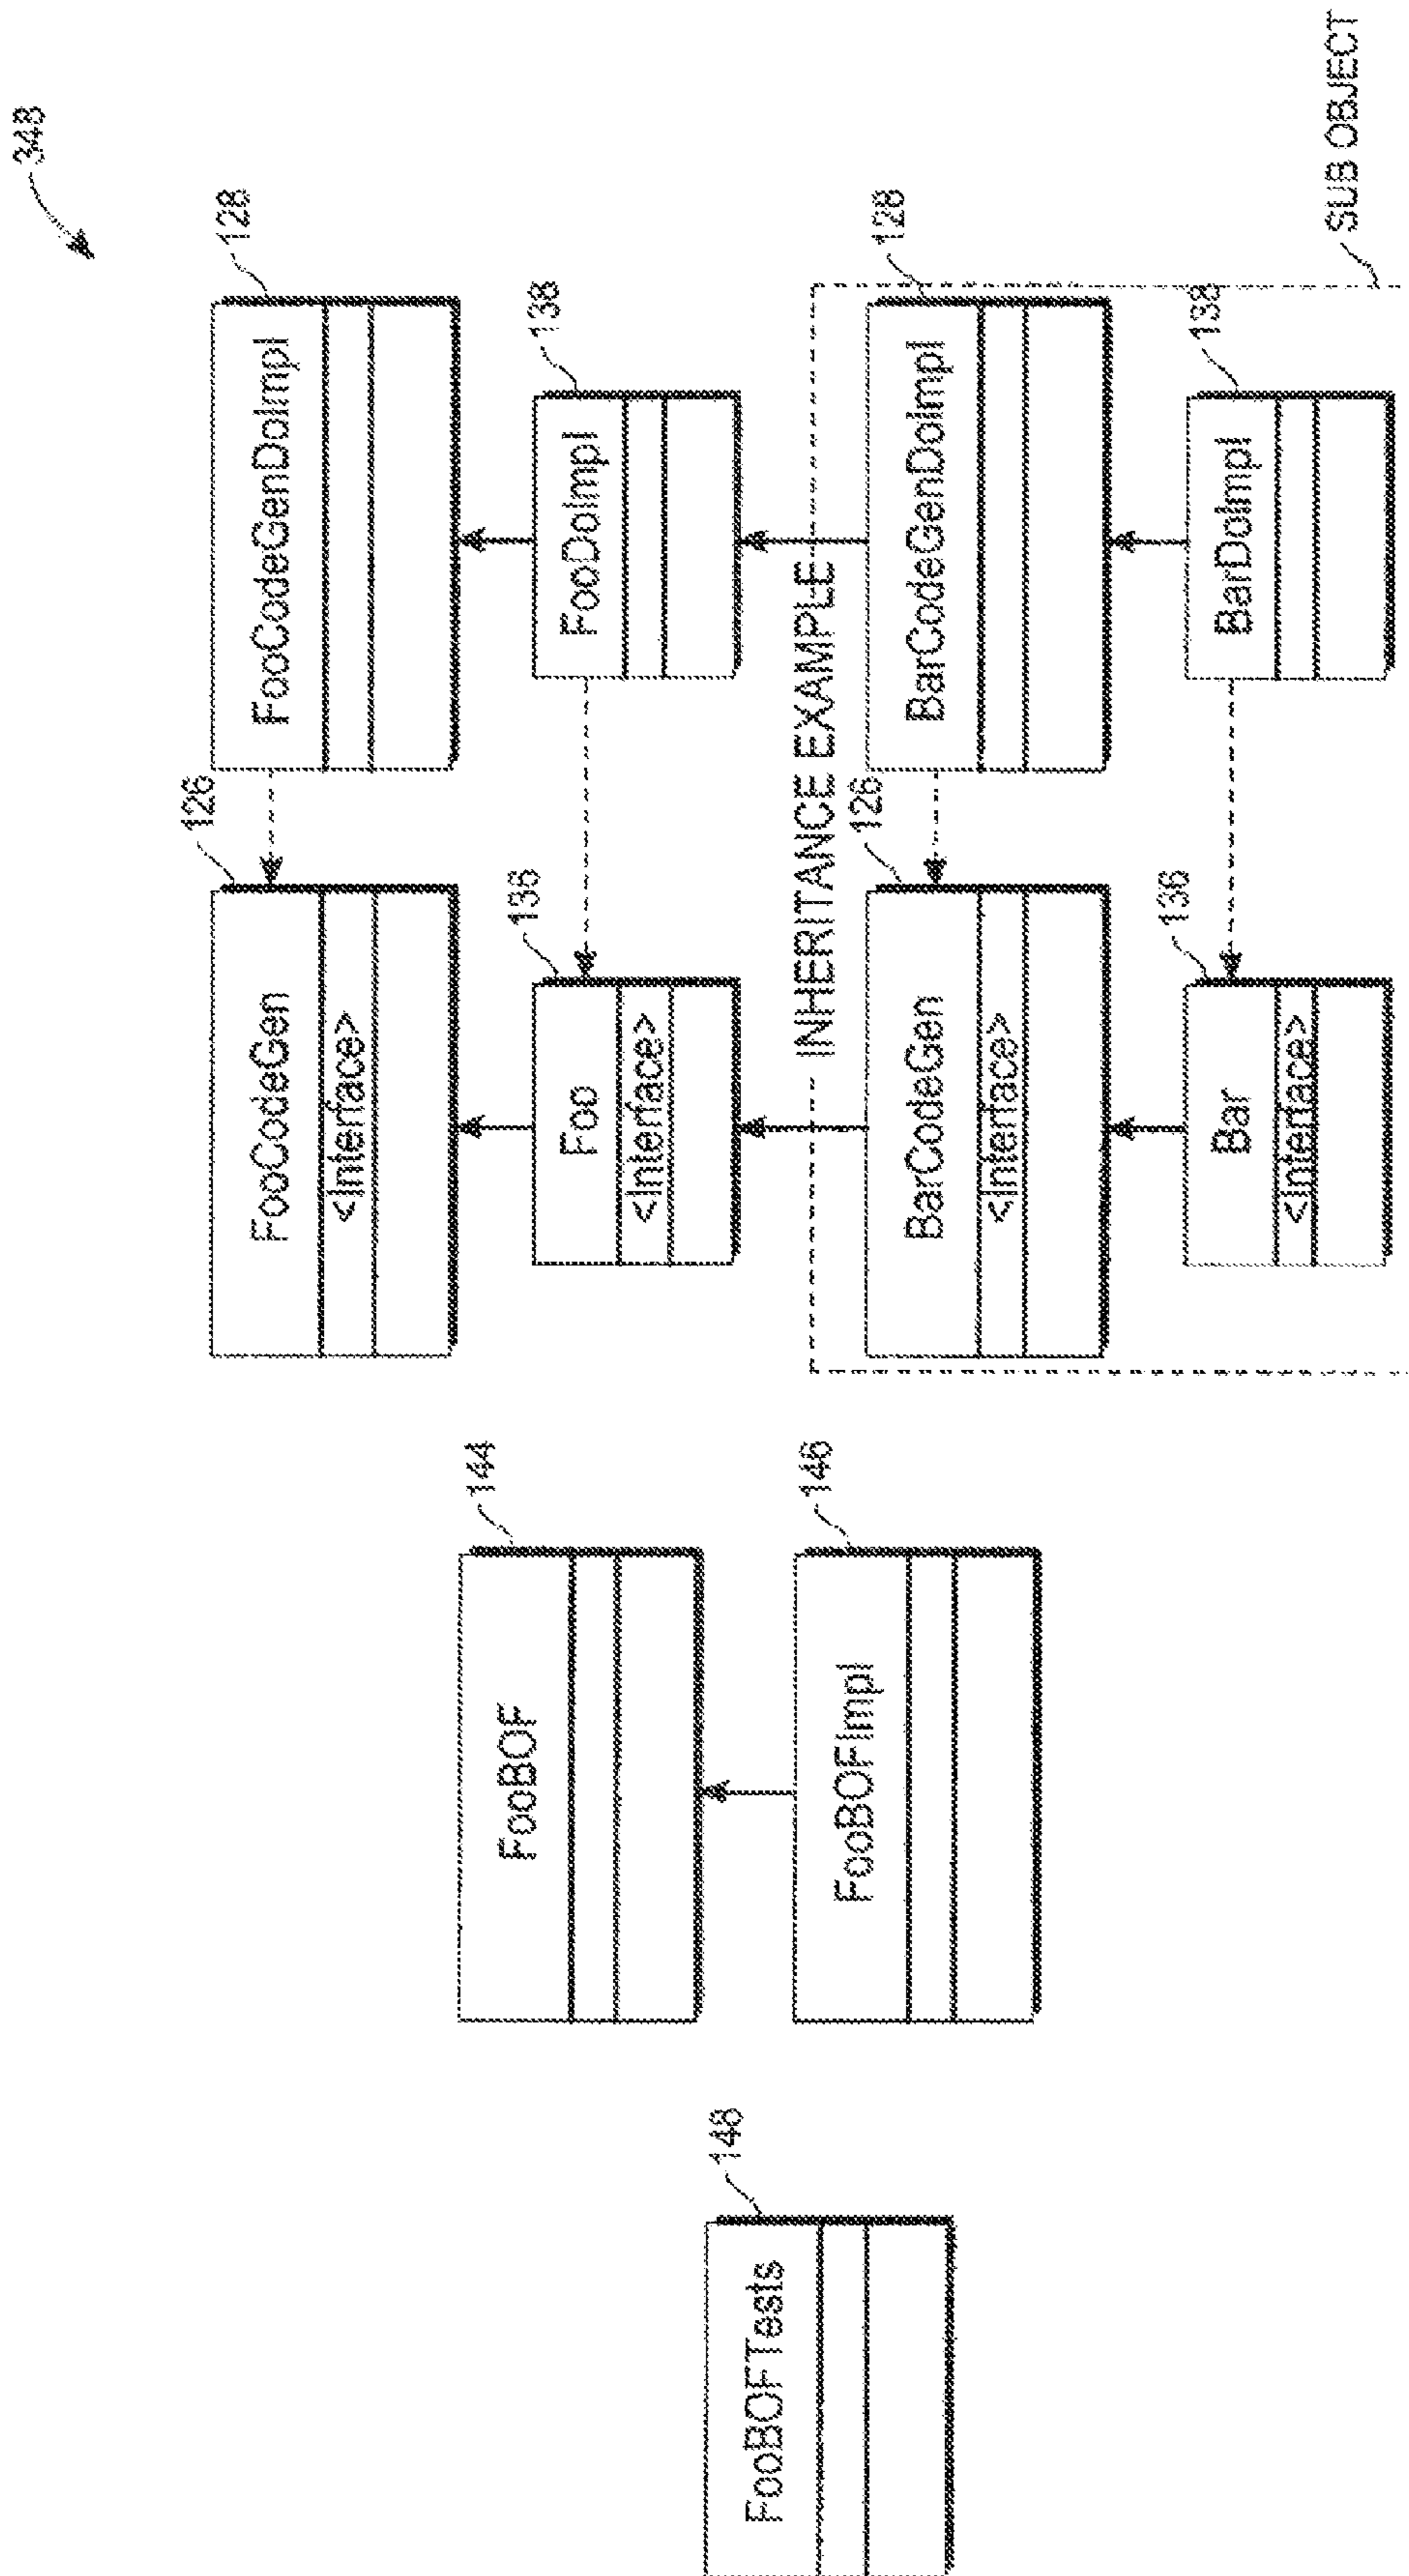 348
FooCodeGen
<Interface>
126
FooCodeGenDoImpl
128
Foo
<Interface>
136
FooDoImpl
138
INHERITANCE EXAMPLE
BarCodeGen
<Interface>
126
BarCodeGenDoImpl
128
Bar
<Interface>
136
BarDoImpl
138
SUB OBJECT
FooBOF
144
FooBOFImpl
146
FooBOFTests
148